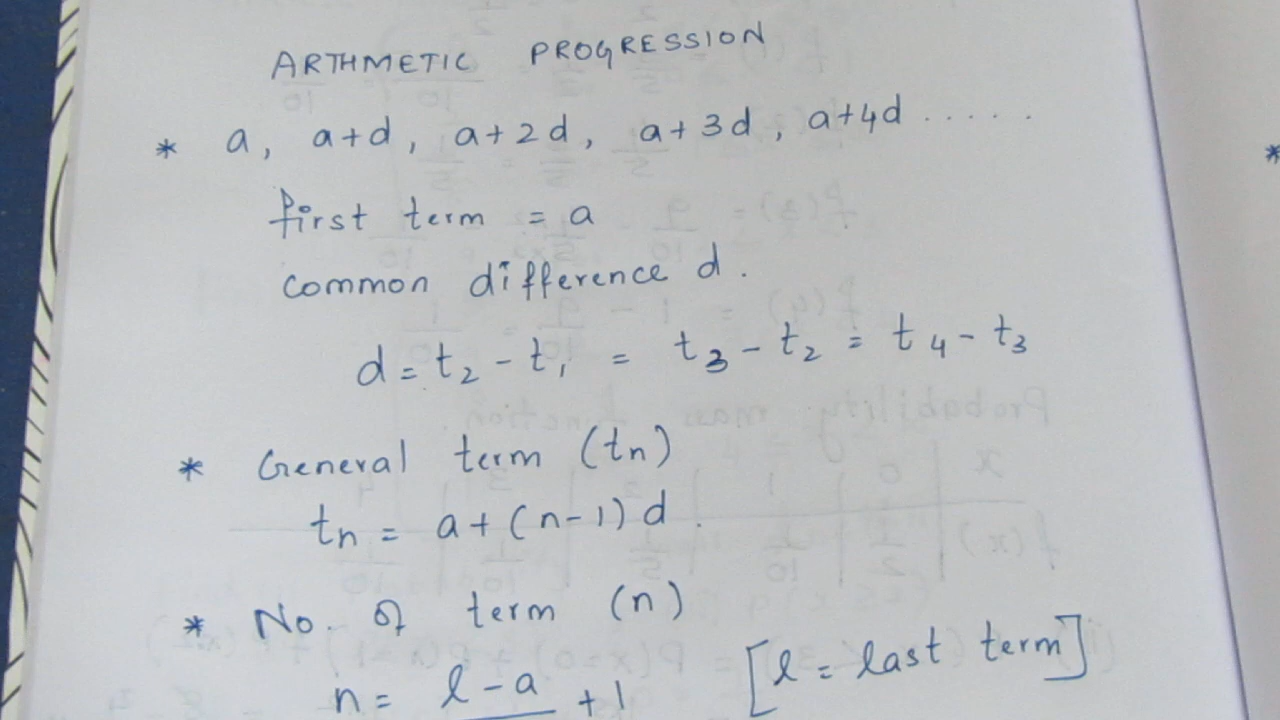 ARTHMETIC PROGRESSION
* a, a+d, a+2d, a+3d, a+4d .....
first term = a
common difference d.
d = t₂ - t₁ = t₃ - t₂ = t₄ - t₃
* General term (tn)
tn = a+(n-1)d.
* No. of term (n)
n = l-a + 1 [l = last term]
*